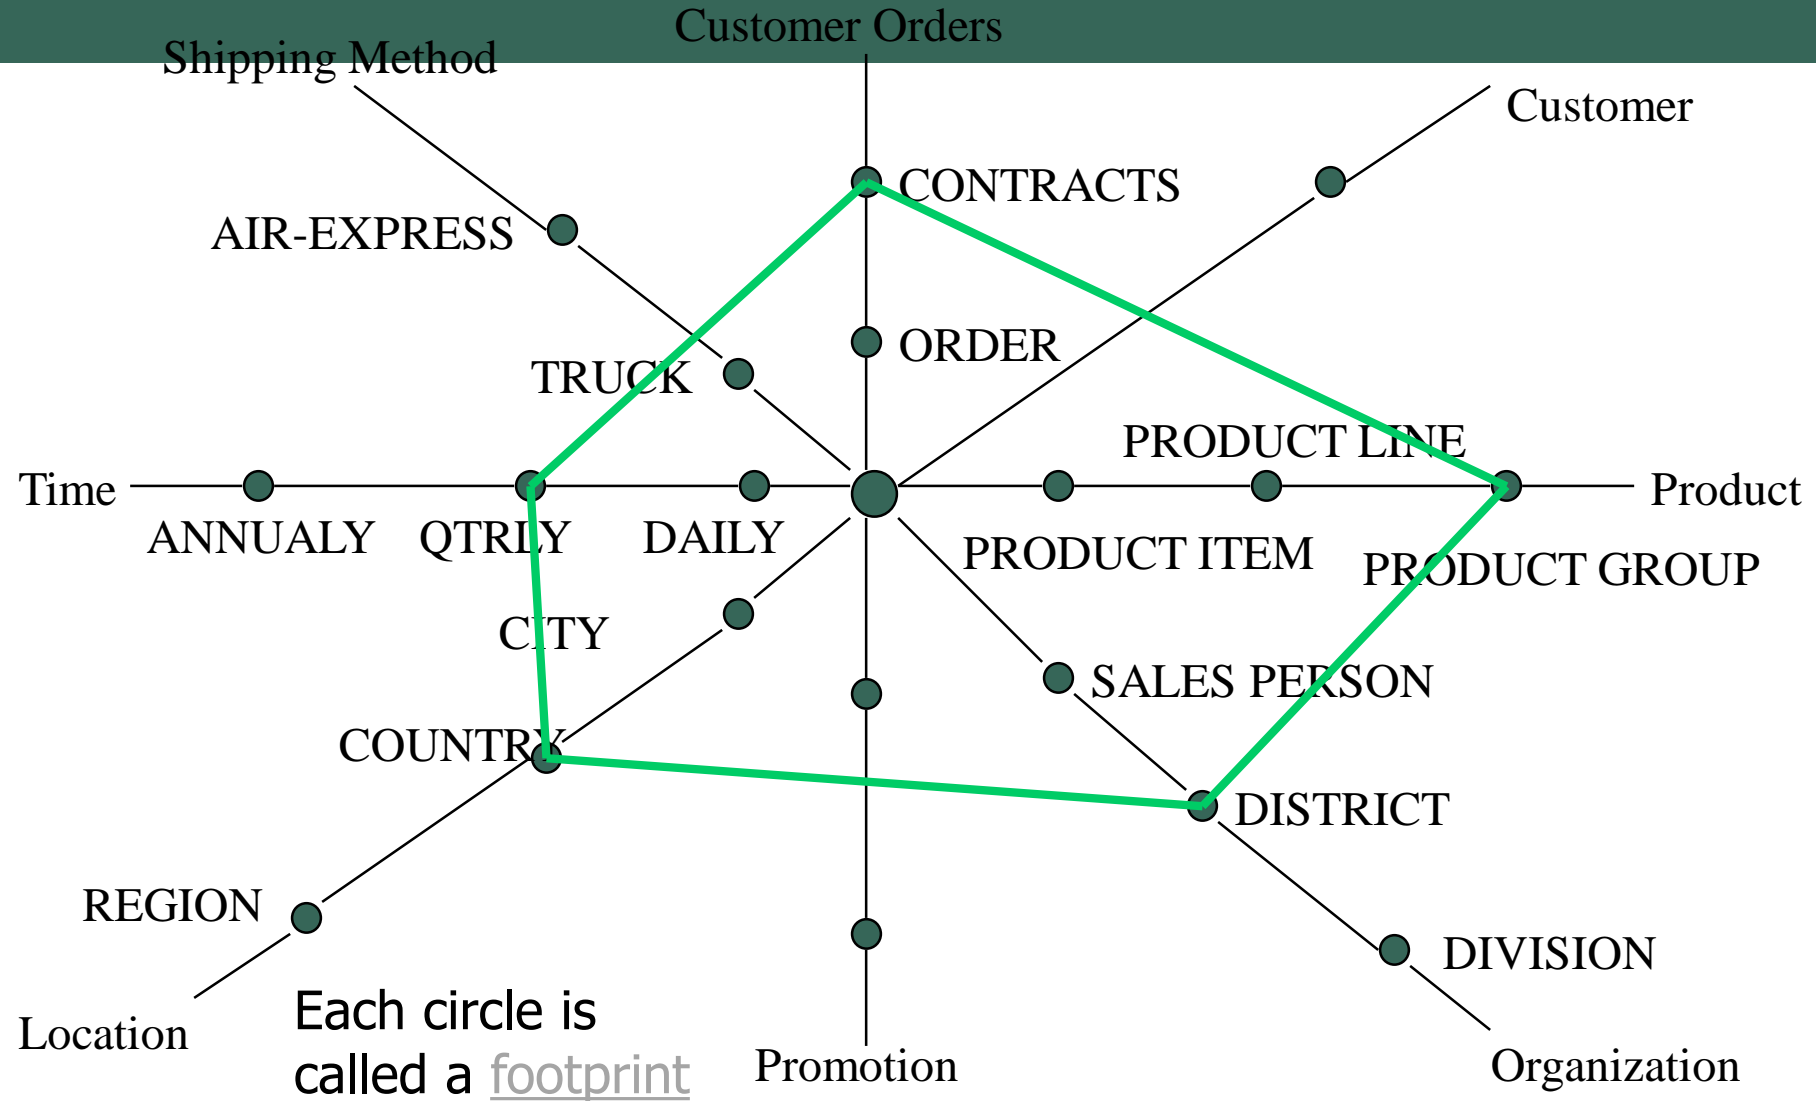 Customer Orders
Shipping Method
Customer
CONTRACTS
AIR-EXPRESS
ORDER
TRUCK
PRODUCT LINE
Time
Product
ANNUALY
QTRLY
DAILY
PRODUCT ITEM
PRODUCT GROUP
CITY
SALES PERSON
COUNTRY
DISTRICT
REGION
DIVISION
Each circle is
called a footprint
Location
Promotion
Organization